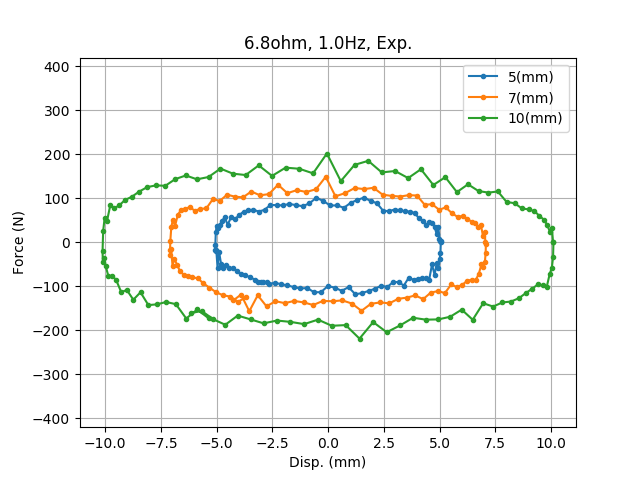 6.8ohm, 1.0Hz, Exp.
5(mm)
7(mm)
10(mm)
Force (N)
400
300
200
100
0
−100
−200
−300
−400
−10.0 −7.5 −5.0 −2.5 0.0 2.5 5.0 7.5 10.0
Disp. (mm)